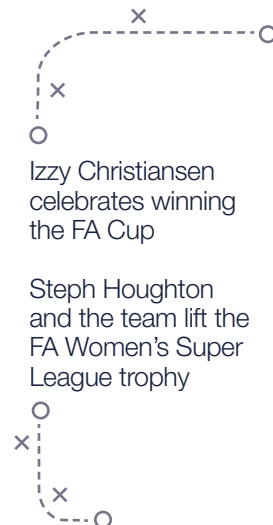 Izzy Christiansen
celebrates winning
the FA Cup
Steph Houghton
and the team lift the
FA Women’s Super
League trophy